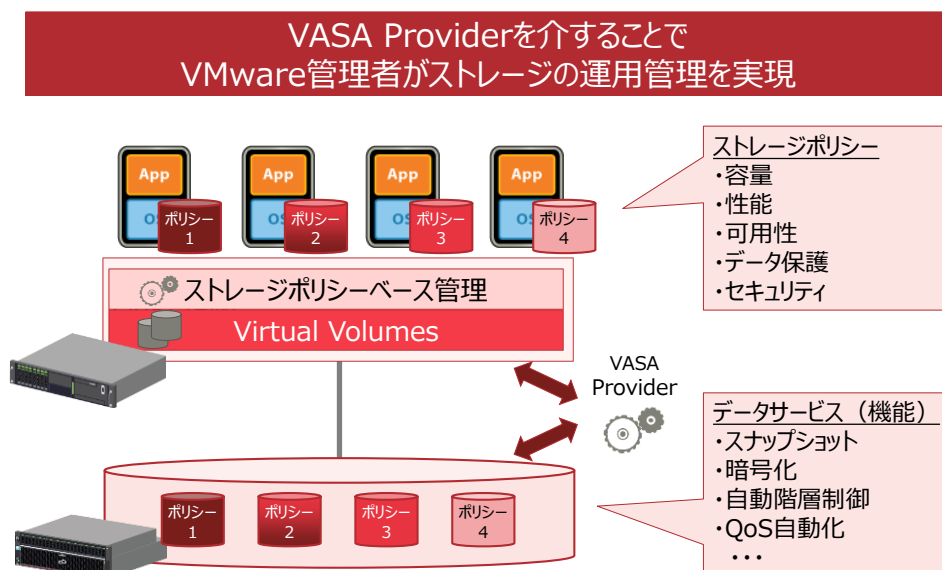 VASA Providerを介することで
VMware管理者がストレージの運用管理を実現
App
App
App
App
OS
ポリシー
1
OS
ポリシー
2
OS
ポリシー
3
OS
ポリシー
4
ストレージポリシー
・容量
・性能
・可用性
・データ保護
・セキュリティ
ストレージポリシーベース管理
Virtual Volumes
VASA
Provider
データサービス（機能）
・スナップショット
・暗号化
・自動階層制御
・QoS自動化
・・・
ポリシー
1
ポリシー
2
ポリシー
3
ポリシー
4